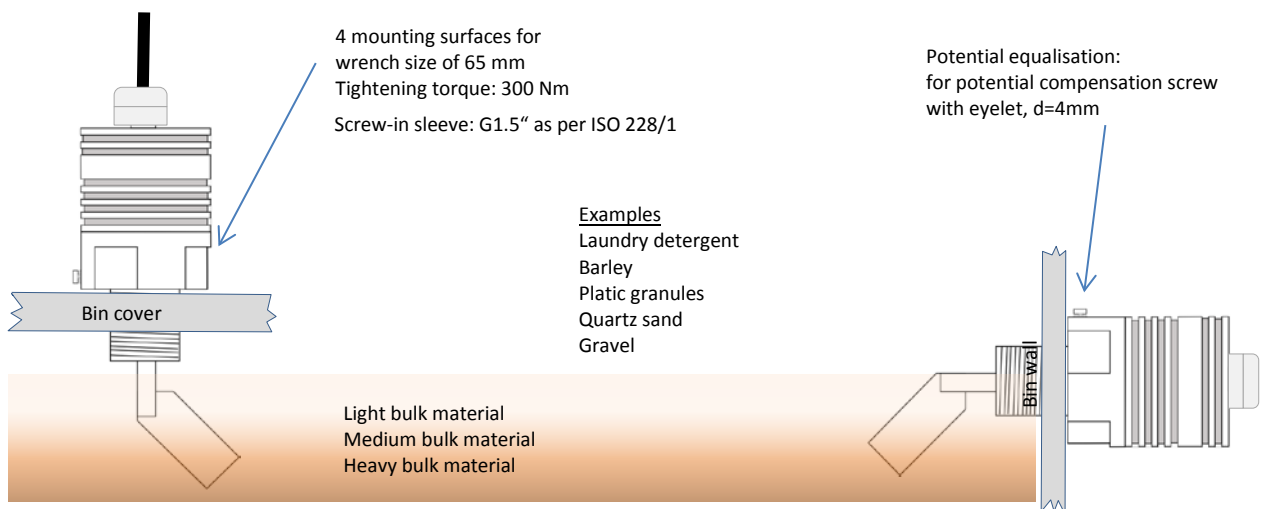 4 mounting surfaces for
wrench size of 65 mm
Tightening torque: 300 Nm
Screw-in sleeve: G1.5“ as per ISO 228/1
Potential equalisation:
for potential compensation screw
with eyelet, d=4mm
Examples
Laundry detergent
Barley
Platic granules
Quartz sand
Gravel
Bin cover
Bin wall
Light bulk material
Medium bulk material
Heavy bulk material